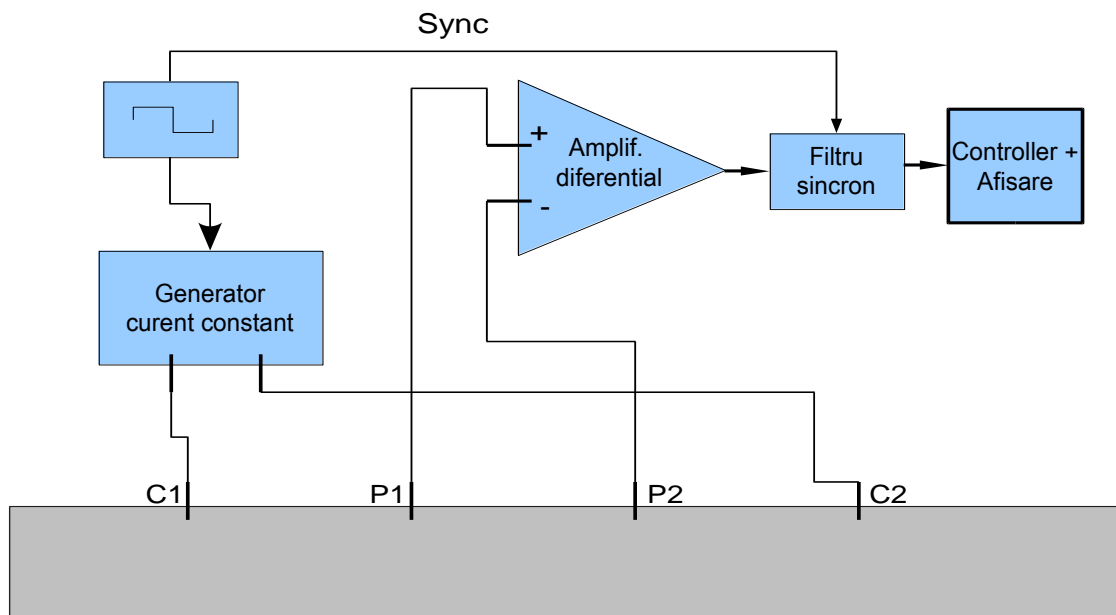 Sync
+
-
Amplif.
diferential
Filtru
sincron
Controller +
Afisare
Generator
curent constant
C1
P1
P2
C2